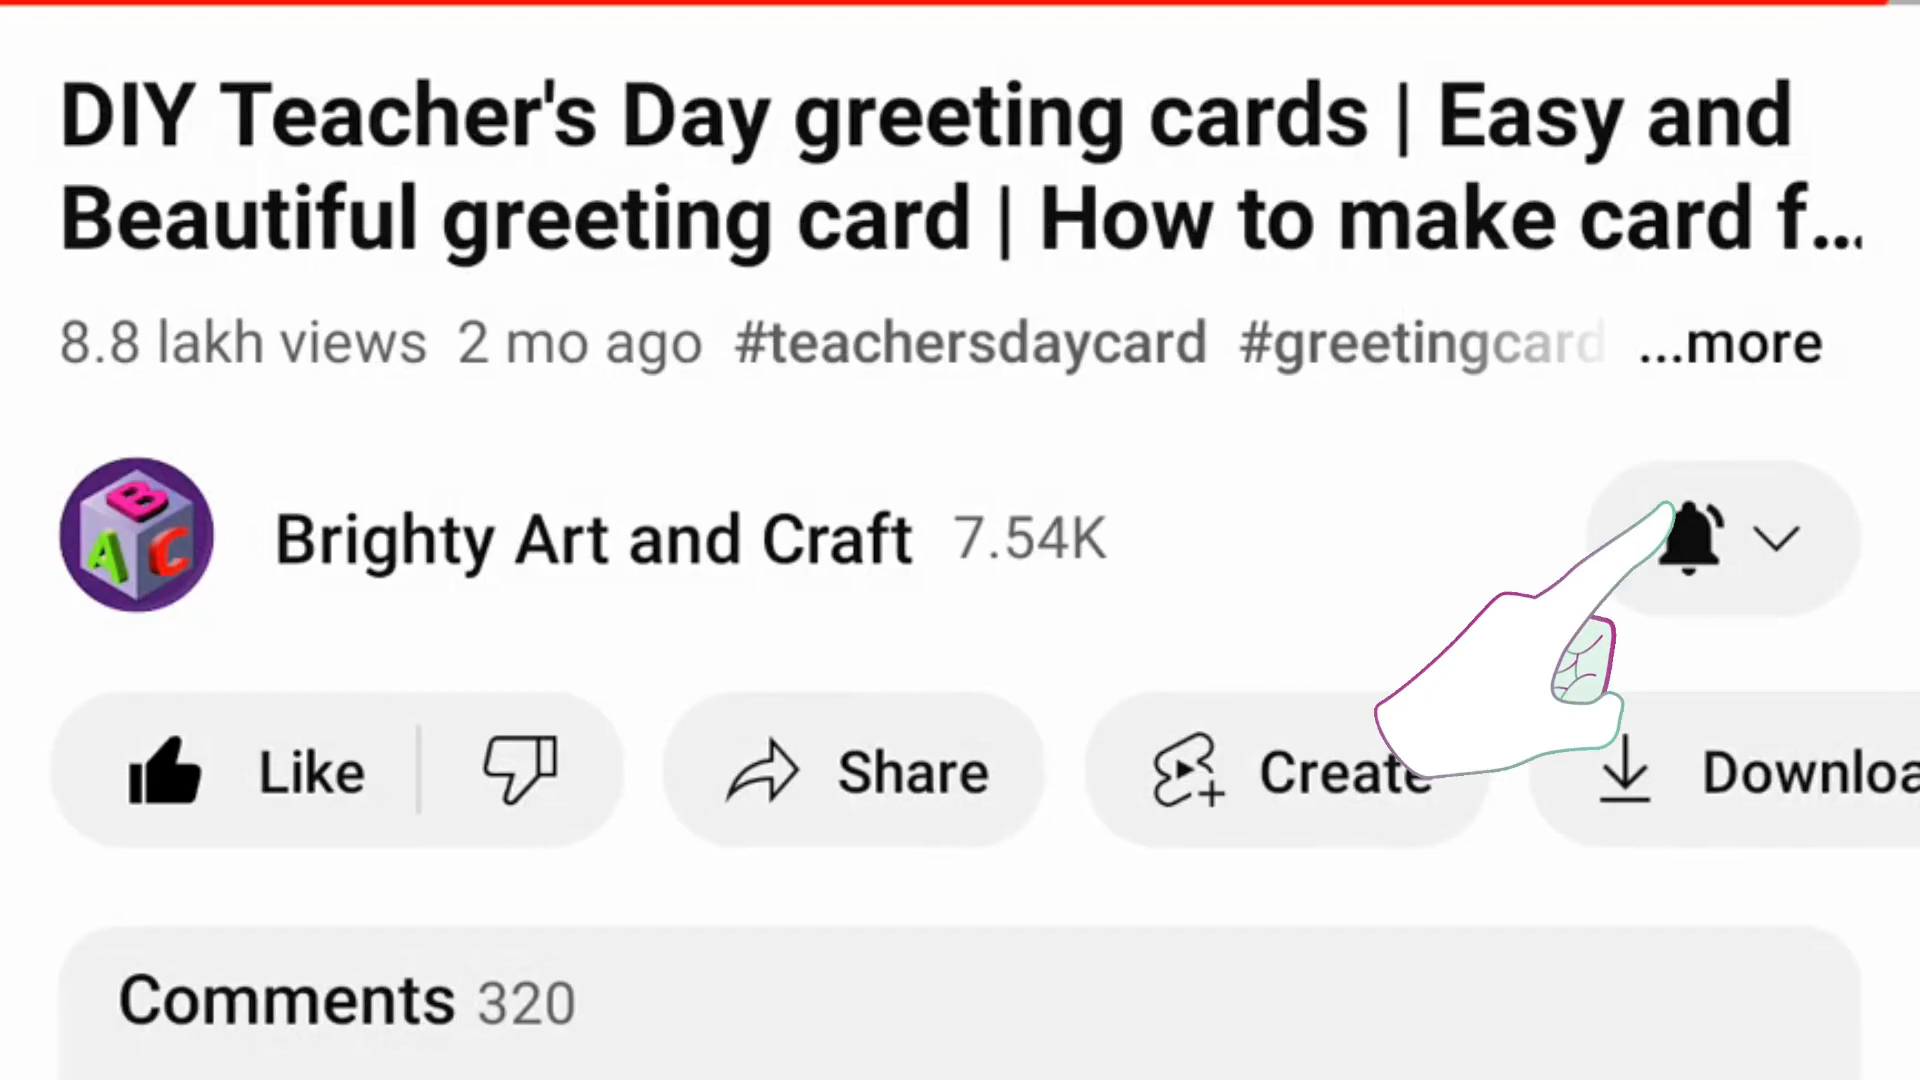 DIY Teacher's Day greeting cards | Easy and
Beautiful greeting card | How to make card f...
8.8 lakh views 2 mo ago #teachersdaycard #greetingcard ...more
B
A C
Brighty Art and Craft 7.54K
Like Share Create Downloa
Comments 320